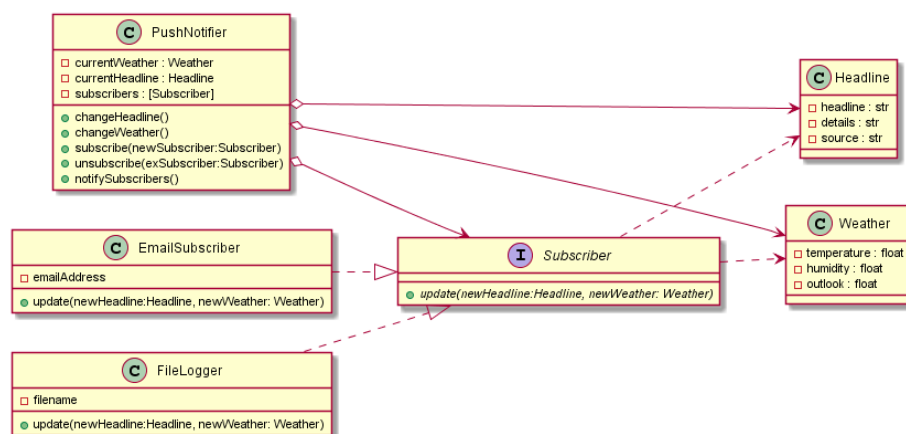 C PushNotifier
currentWeather : Weather
currentHeadline : Headline
subscribers : [Subscriber]
changeHeadline()
changeWeather()
subscribe(newSubscriber:Subscriber)
unsubscribe(exSubscriber:Subscriber)
notifySubscribers()
C Headline
headline : str
details : str
source : str
C EmailSubscriber
emailAddress
update(newHeadline:Headline, newWeather: Weather)
I Subscriber
update(newHeadline:Headline, newWeather: Weather)
C Weather
temperature : float
humidity : float
outlook : float
C FileLogger
filename
update(newHeadline:Headline, newWeather: Weather)